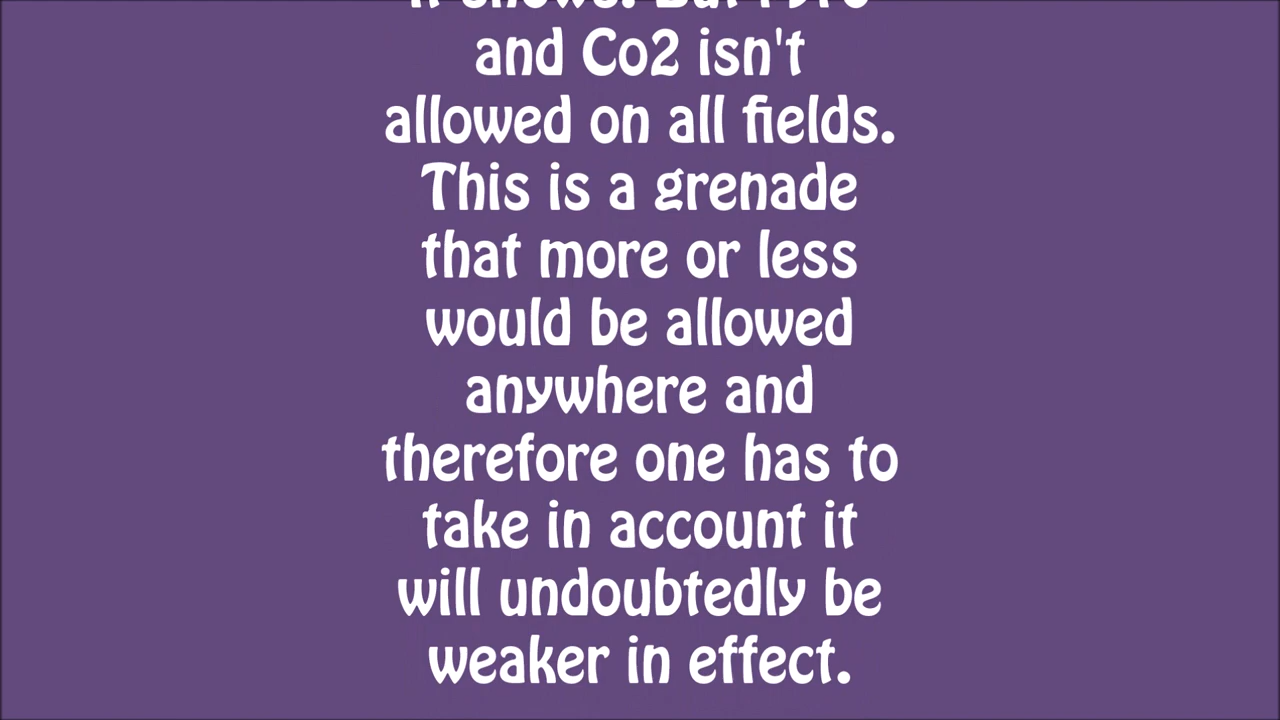 and Co2 isn't
allowed on all fields.
This is a grenade
that more or less
would be allowed
anywhere and
therefore one has to
take in account it
will undoubtedly be
weaker in effect.